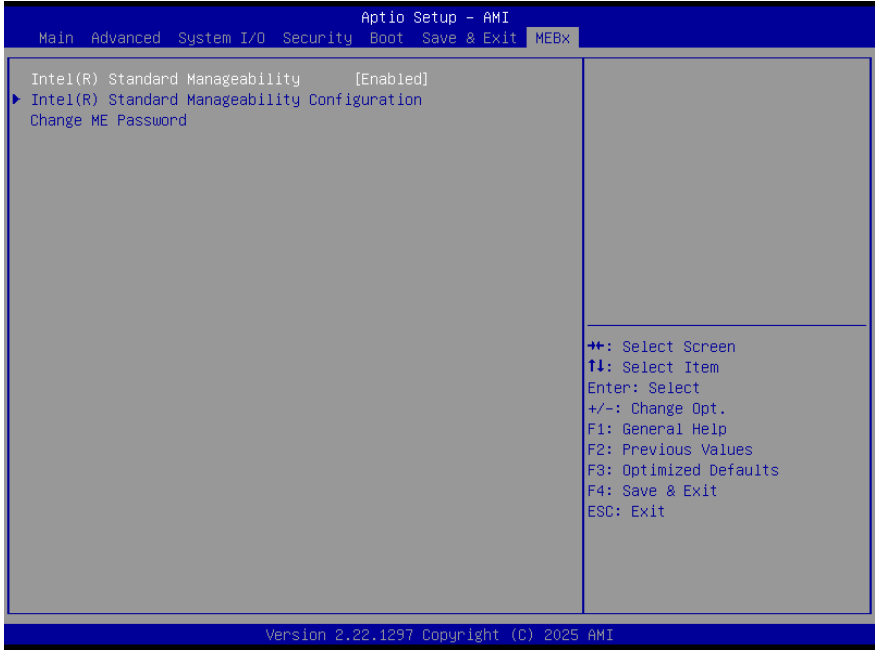 Aptio Setup – AMI
Main Advanced System I/O Security Boot Save & Exit MEBx
Intel(R) Standard Manageability [Enabled]
Intel(R) Standard Manageability Configuration
Change ME Password
→←: Select Screen
↑↓: Select Item
Enter: Select
+/-: Change Opt.
F1: General Help
F2: Previous Values
F3: Optimized Defaults
F4: Save & Exit
ESC: Exit
Version 2.22.1297 Copyright (C) 2025 AMI